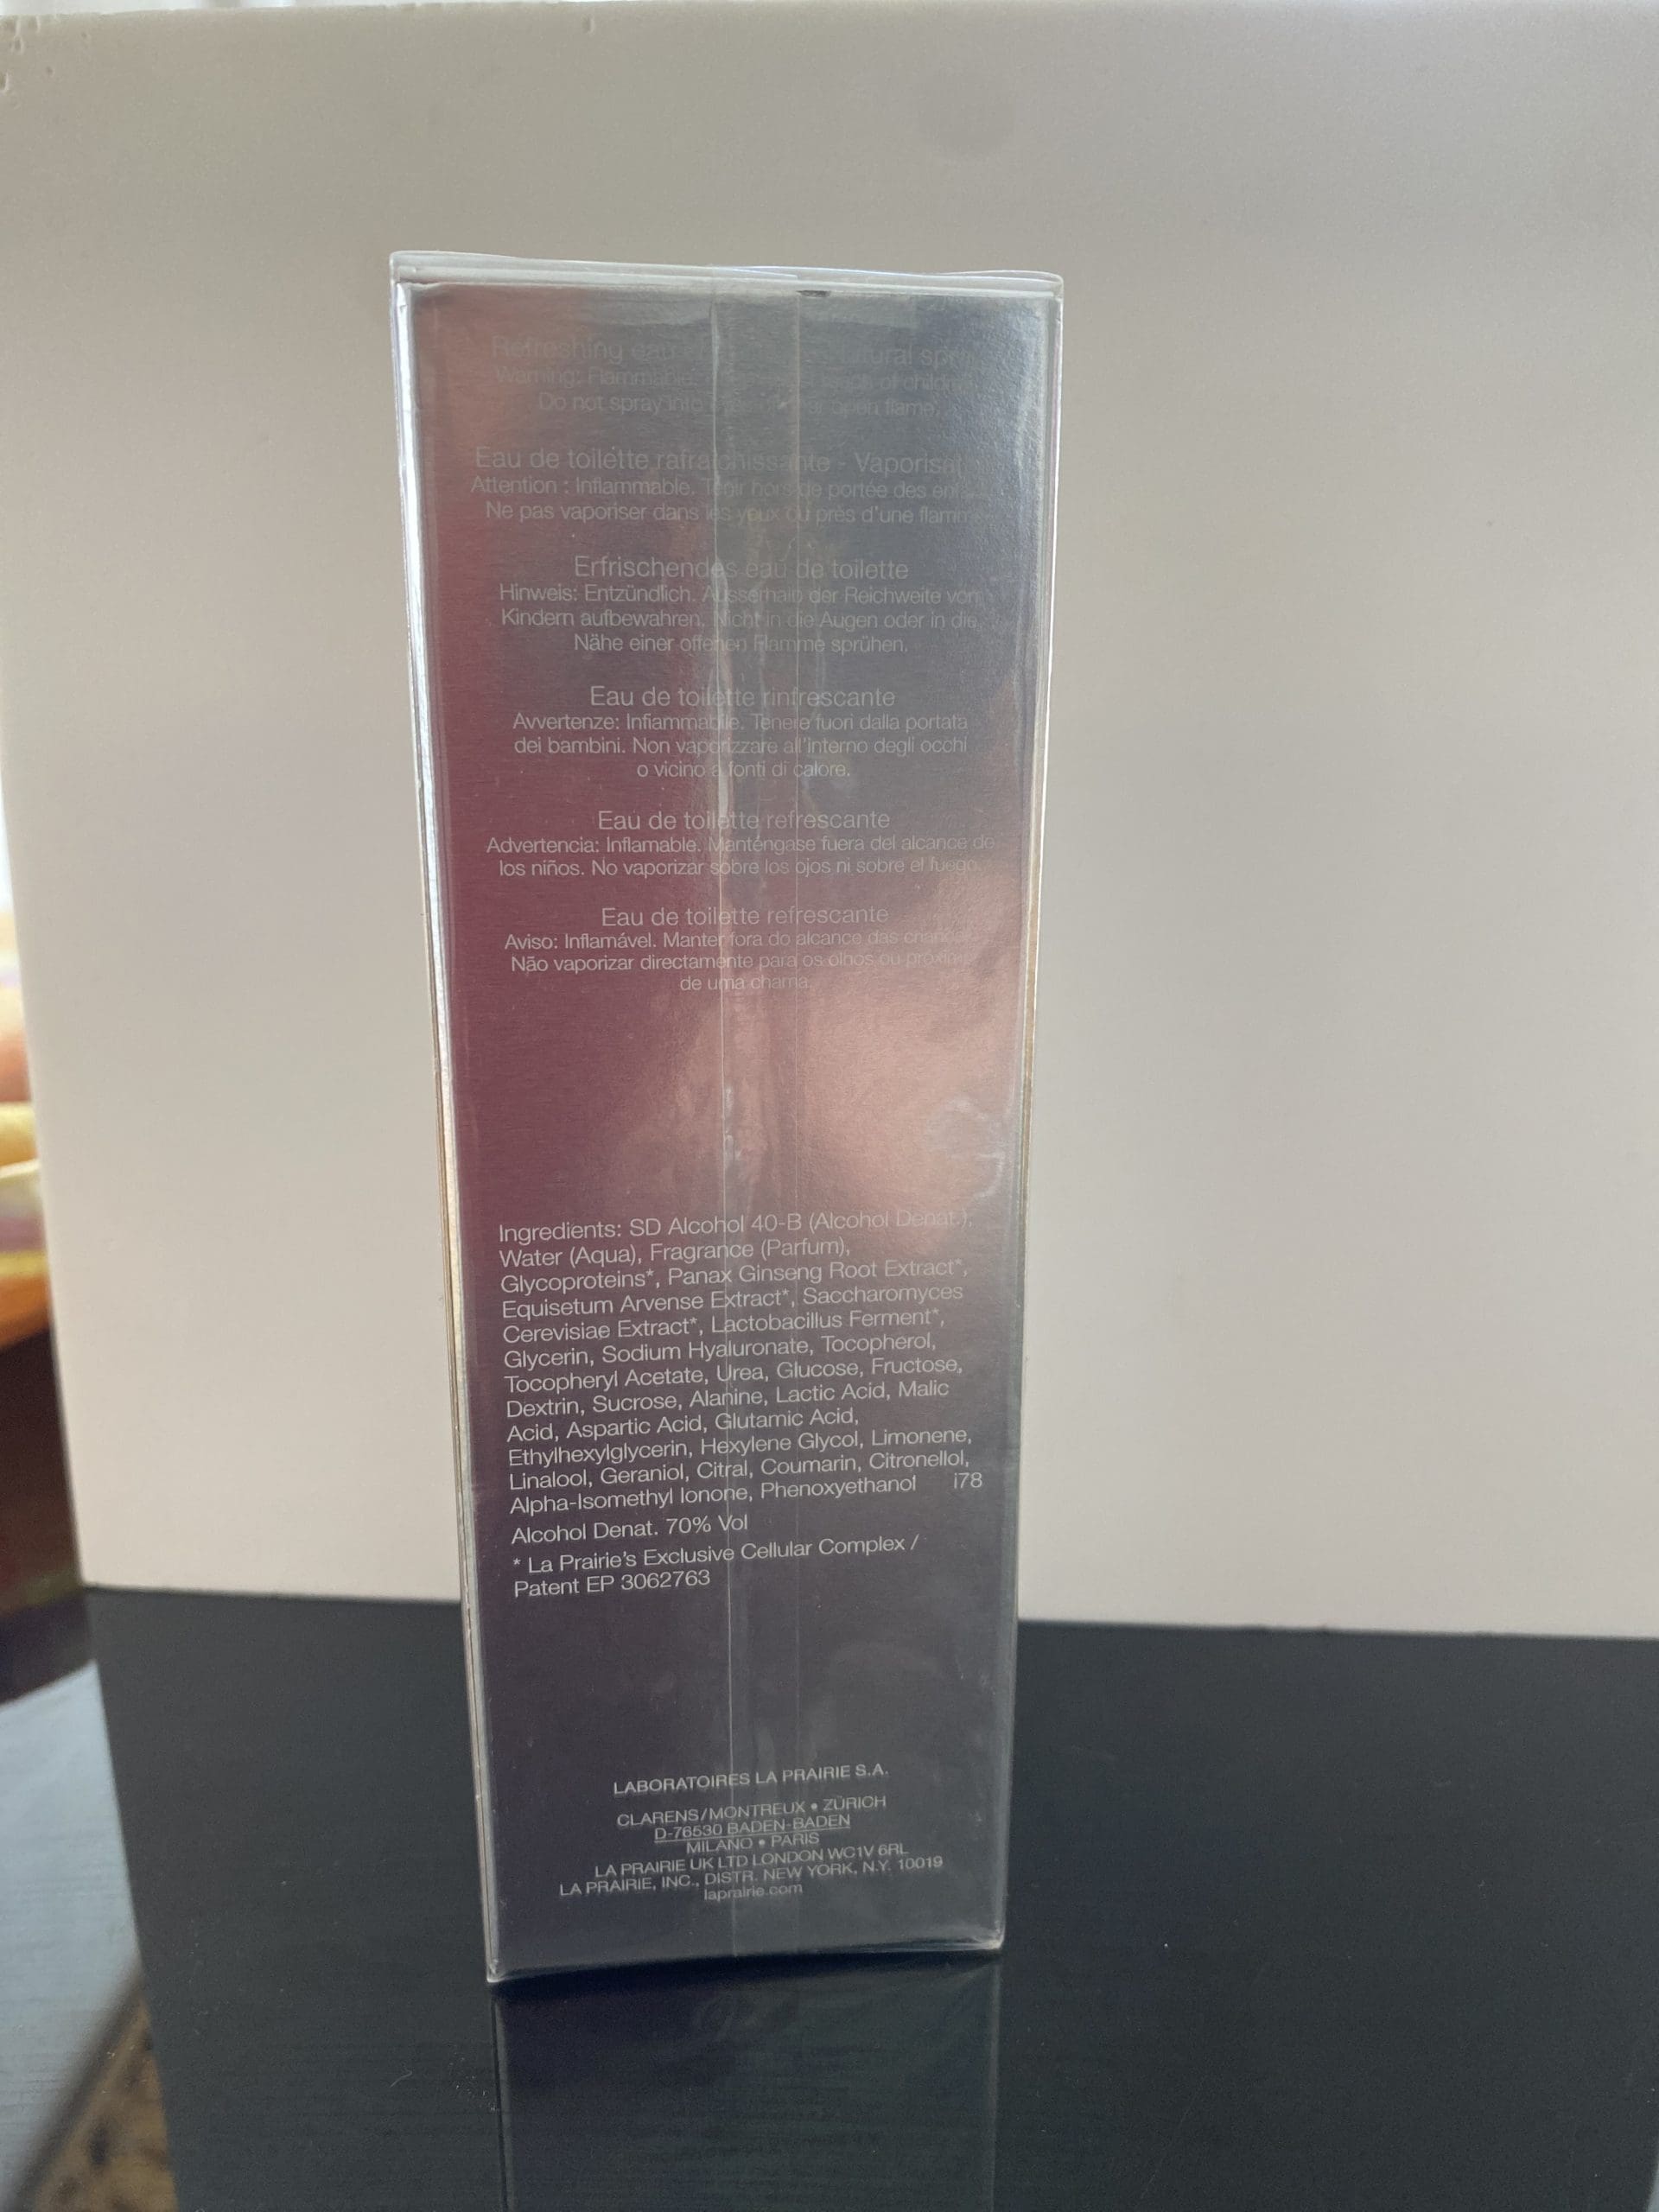 Refreshing eau
Warning: Flammable. of child
Do not spray into open flame.
Eau de toilette rafraîchissante - Vaporisat
Attention : Inflammable. Tenir hors de portée des enf
Ne pas vaporiser dans les yeux ou près d'une flamm
Erfrischendes eau de toilette
Hinweis: Entzündlich. Ausserhalb der Reichweite von
Kindern aufbewahren. Nicht in die Augen oder in die
Nähe einer offenen Flamme sprühen.
Eau de toilette rinfrescante
Avvertenze: Infiammabile. Tenere fuori dalla portata
dei bambini. Non vaporizzare all'interno degli occhi
o vicino a fonti di calore.
Eau de toilette refrescante
Advertencia: Inflamable. Manténgase fuera del alcance de
los niños. No vaporizar sobre los ojos ni sobre el fuego.
Eau de toilette refrescante
Aviso: Inflamável. Manter fora do alcance das
Não vaporizar directamente para os olhos ou
de uma chama.
Ingredients: SD Alcohol 40-B (Alcohol Denat.),
Water (Aqua), Fragrance (Parfum),
Glycoproteins*, Panax Ginseng Root Extract*,
Equisetum Arvense Extract*, Saccharomyces
Cerevisiae Extract*, Lactobacillus Ferment*,
Glycerin, Sodium Hyaluronate, Tocopherol,
Tocopheryl Acetate, Urea, Glucose, Fructose,
Dextrin, Sucrose, Alanine, Lactic Acid, Malic
Acid, Aspartic Acid, Glutamic Acid,
Ethylhexylglycerin, Hexylene Glycol, Limonene,
Linalool, Geraniol, Citral, Coumarin, Citronellol,
Alpha-Isomethyl Ionone, Phenoxyethanol i78
Alcohol Denat. 70% Vol
* La Prairie's Exclusive Cellular Complex /
Patent EP 3062763
LABORATOIRES LA PRAIRIE S.A.
CLARENS/MONTREUX • ZÜRICH
D-76530 BADEN-BADEN
MILANO • PARIS
LA PRAIRIE UK LTD LONDON WC1V 6RL
LA PRAIRIE, INC., DISTR. NEW YORK, N.Y. 10019
laprairie.com